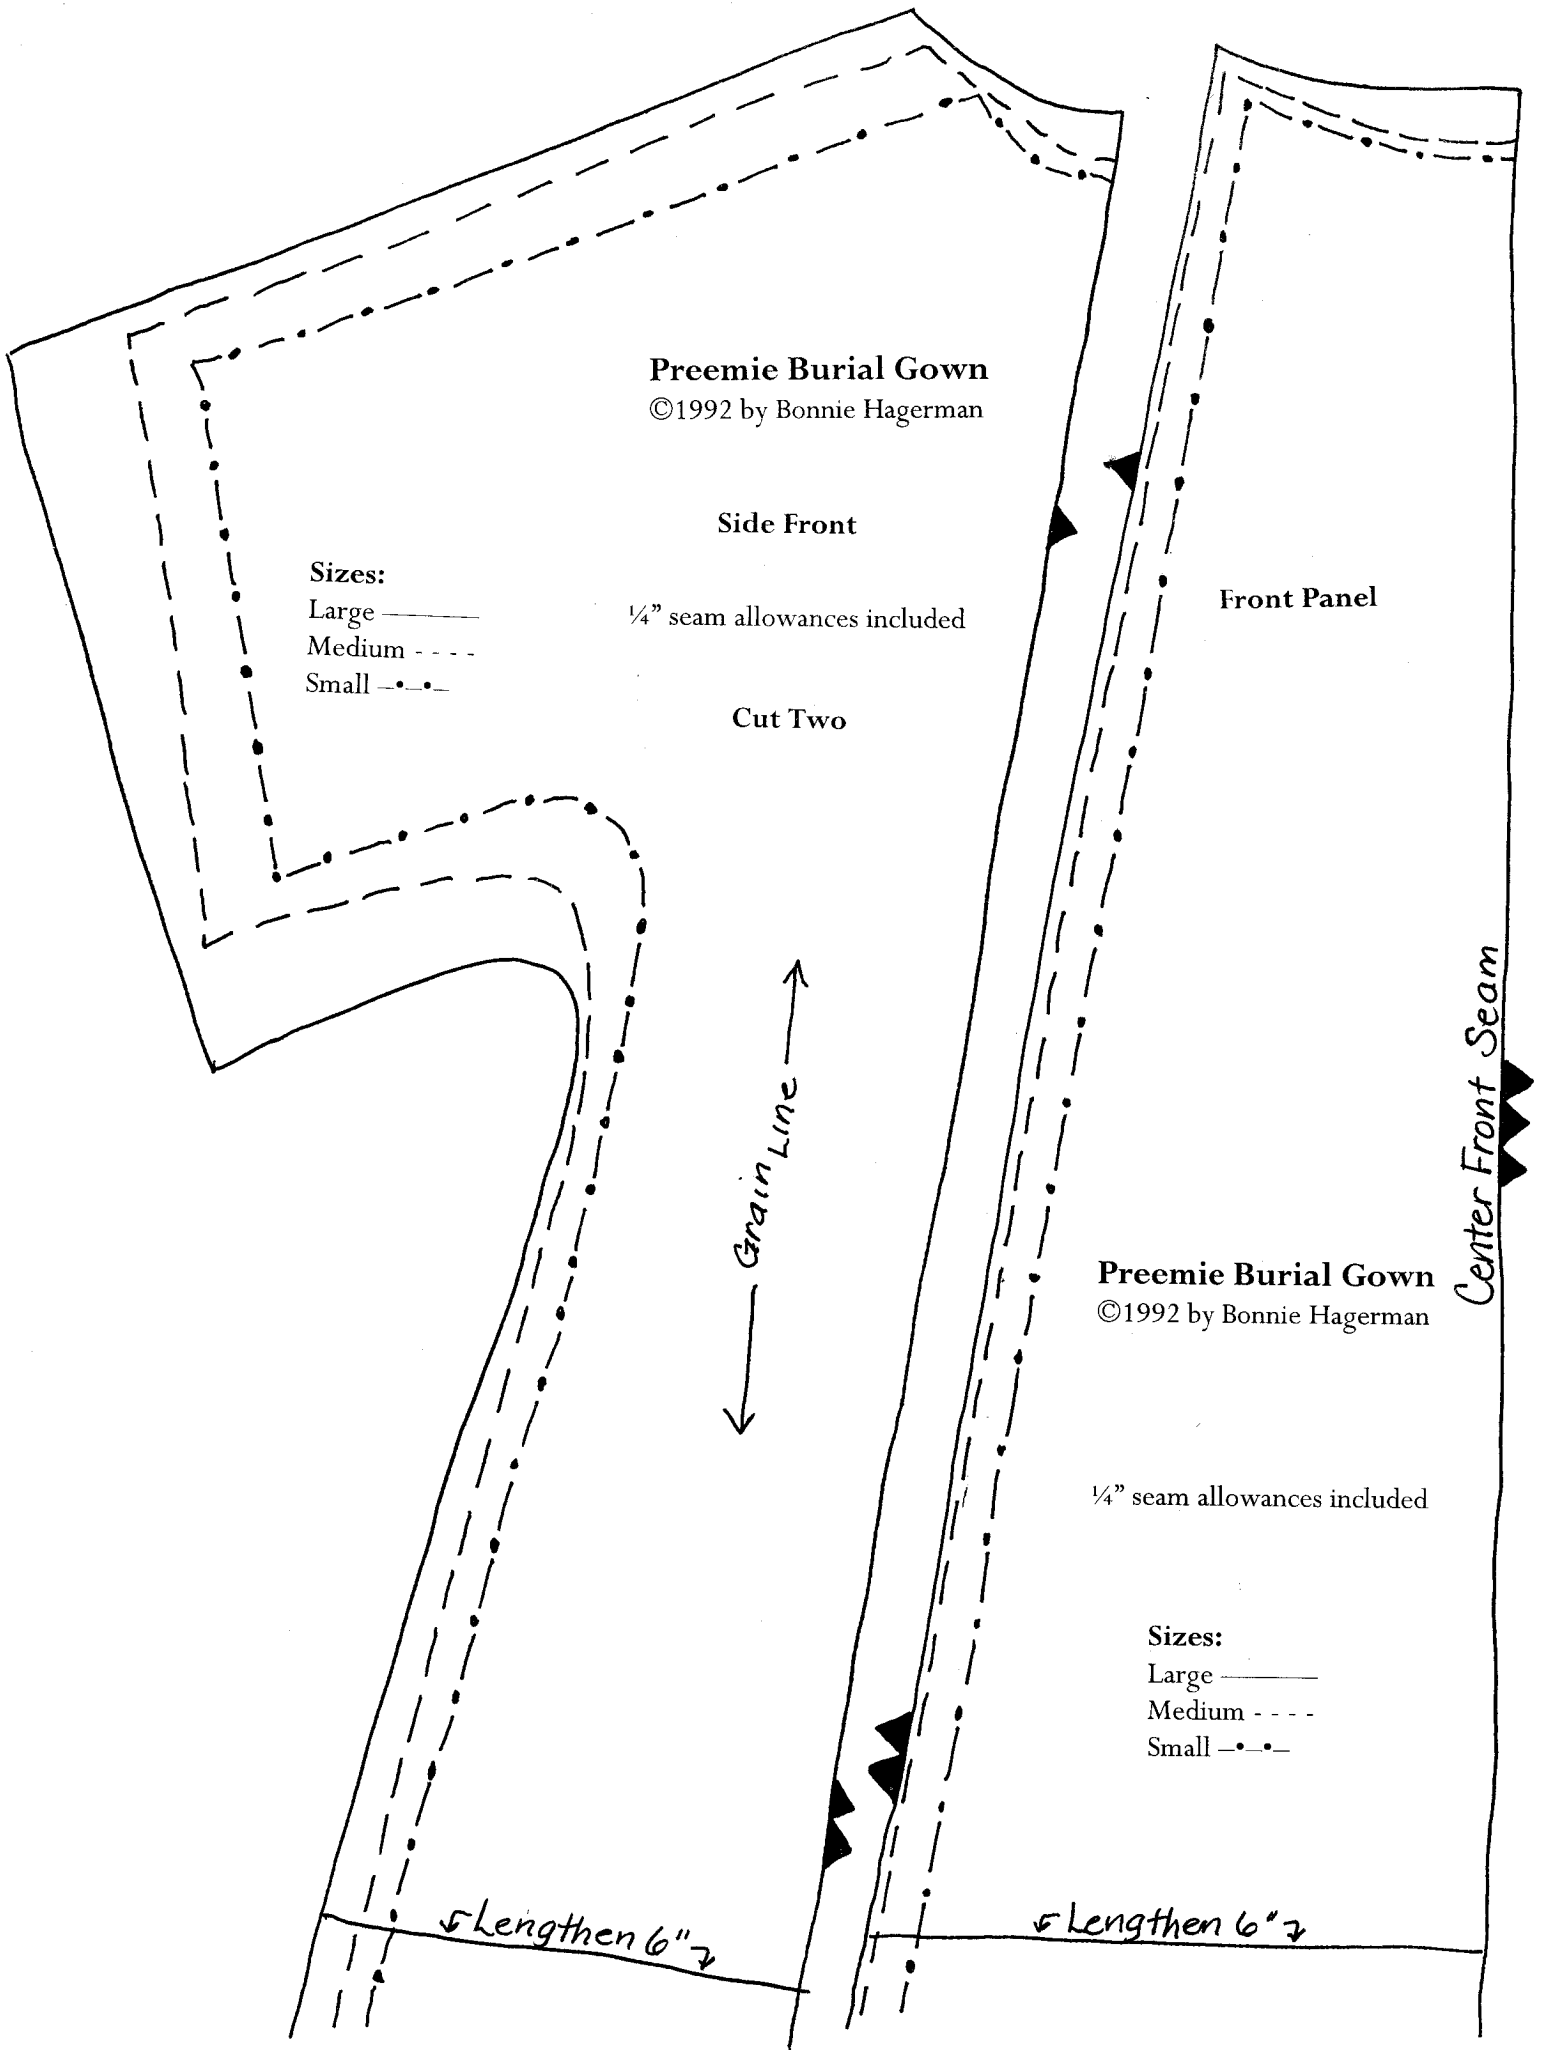 Preemie Burial Gown
©1992 by Bonnie Hagerman
Side Front
Sizes:
Large ———
Medium - - - -
Small —•—•—
¼” seam allowances included
Cut Two
Grain Line
Lengthen 6"
Front Panel
Center Front Seam
Preemie Burial Gown
©1992 by Bonnie Hagerman
¼” seam allowances included
Sizes:
Large ———
Medium - - - -
Small —•—•—
Lengthen 6"